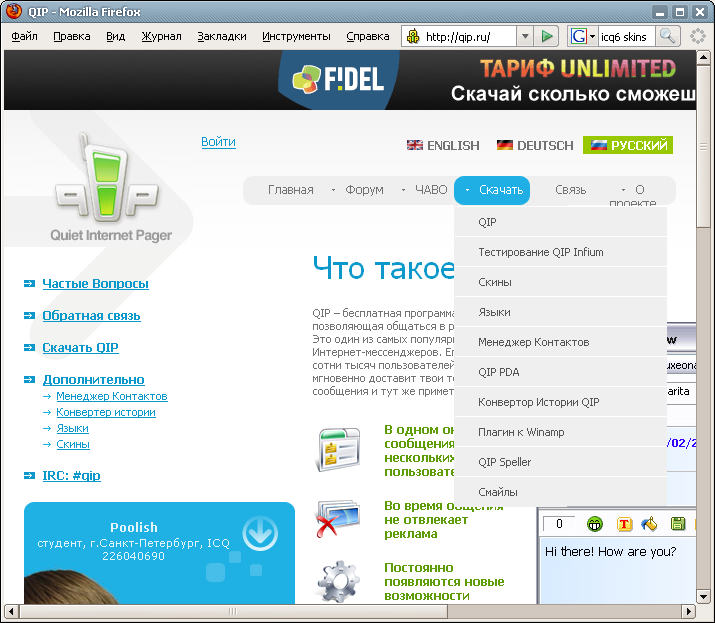 QIP - Mozilla Firefox
Файл Правка Вид Журнал Закладки Инструменты Справка http://qip.ru/ G icq6 skins
F!DEL
ТАРИФ UNLIMITED
Скачай сколько сможеш
Войти
ENGLISH DEUTSCH РУССКИЙ
Главная Форум ЧАВО Скачать Связь О
проекте
Quiet Internet Pager
Частые Вопросы
Обратная связь
Скачать QIP
Дополнительно
Менеджер Контактов
Конвертер истории
Языки
Скины
IRC: #qip
Poolish
студент, г.Санкт-Петербург, ICQ
226040690
QIP
Тестирование QIP Infium
Скины
Языки
Менеджер Контактов
QIP PDA
Конвертор Истории QIP
Плагин к Winamp
QIP Speller
Смайлы
Что такое
QIP – бесплатная программа
позволяющая общаться в р
Это один из самых популяр
Интернет-мессенджеров. Ег
сотни тысяч пользователей
мгновенно доставит твои т
сообщения и тут же примет
В одном ок
сообщения
нескольких
пользовате
Во время общения
не отвлекает
реклама
Постоянно
появляются новые
возможности
w
uxeona
arita
/02/2
0
T
Hi there! How are you?